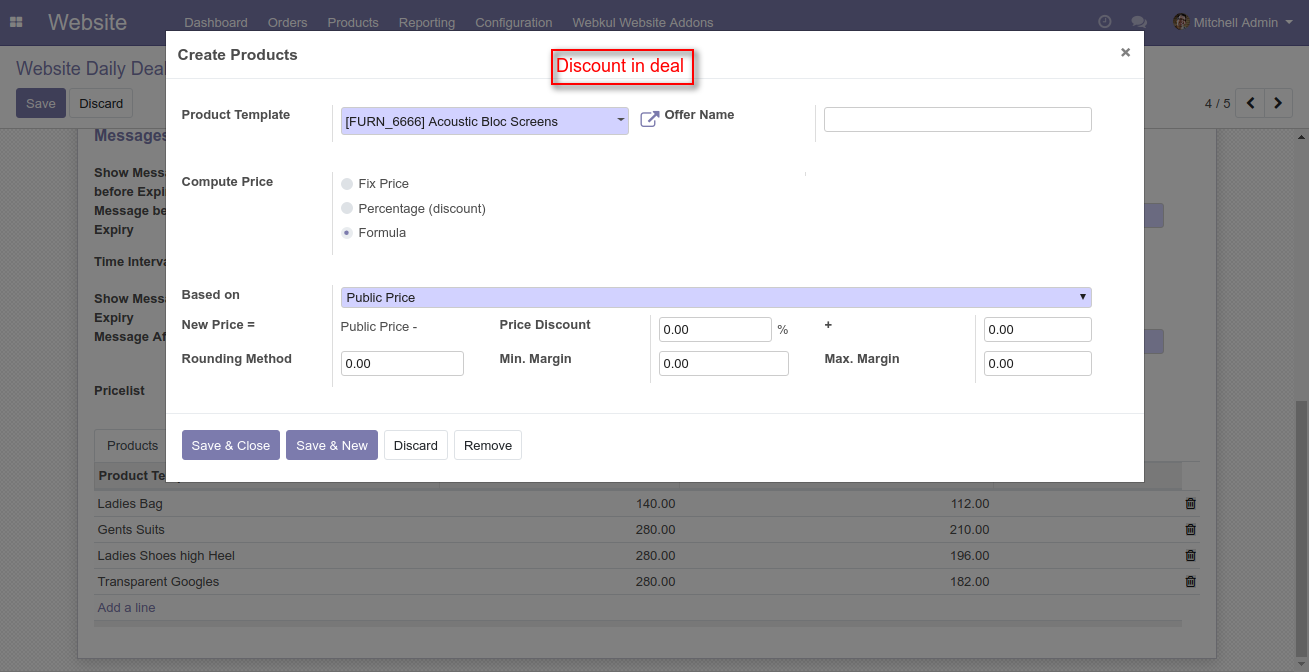 Website Dashboard Orders Products Reporting Configuration Webkul Website Addons Mitchell Admin
Create Products ×
Discount in deal
Website Daily Deal
Save Discard 4 / 5
Product Template [FURN_6666] Acoustic Bloc Screens Offer Name
Messages
Show Mess
before Expi
Message be
Expiry
Time Interv
Show Mess
Expiry
Message Af
Pricelist
Compute Price Fix Price
Percentage (discount)
Formula
Based on Public Price
New Price = Public Price - Price Discount 0.00 % + 0.00
Rounding Method 0.00 Min. Margin 0.00 Max. Margin 0.00
Save & Close Save & New Discard Remove
Products
Product Te
Ladies Bag 140.00 112.00
Gents Suits 280.00 210.00
Ladies Shoes high Heel 280.00 196.00
Transparent Googles 280.00 182.00
Add a line